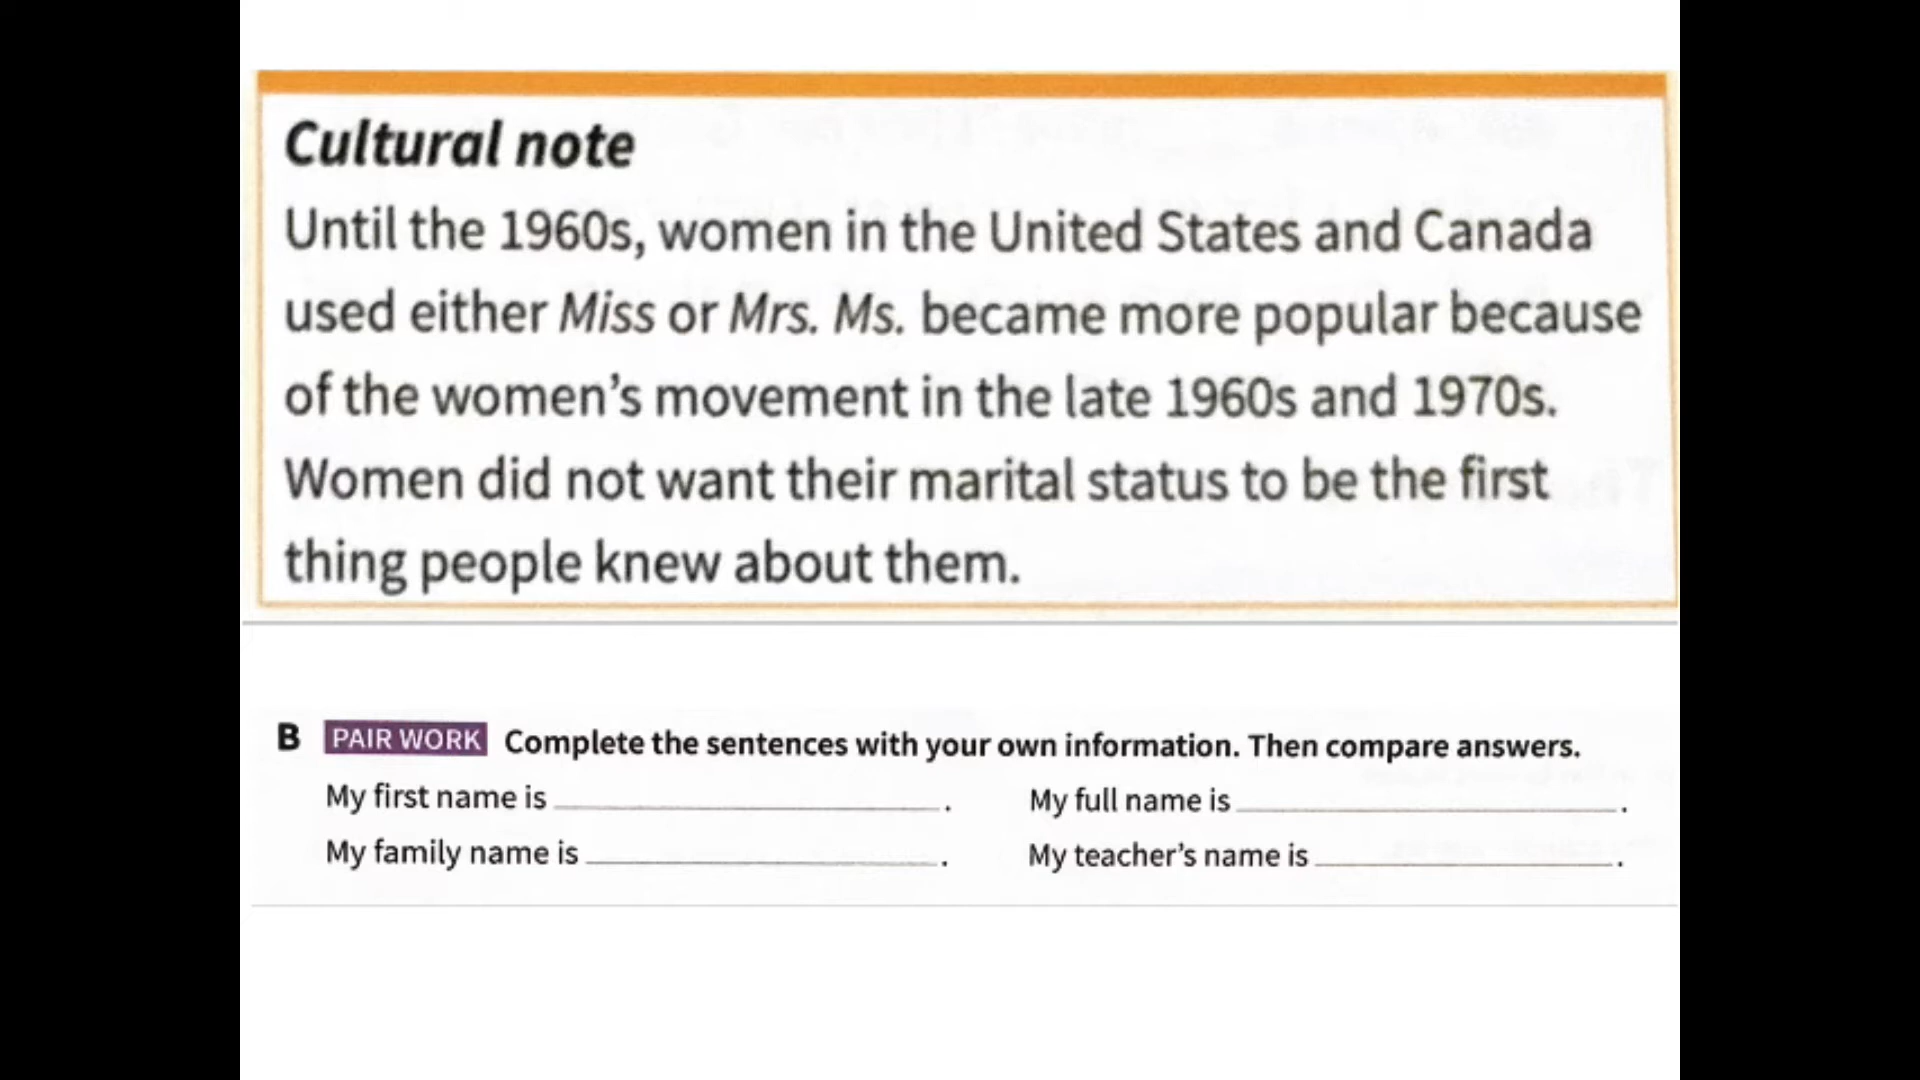 Cultural note
Until the 1960s, women in the United States and Canada
used either Miss or Mrs. Ms. became more popular because
of the women's movement in the late 1960s and 1970s.
Women did not want their marital status to be the first
thing people knew about them.
B PAIR WORK Complete the sentences with your own information. Then compare answers.
My first name is ____________. My full name is ____________.
My family name is ____________. My teacher's name is ____________.